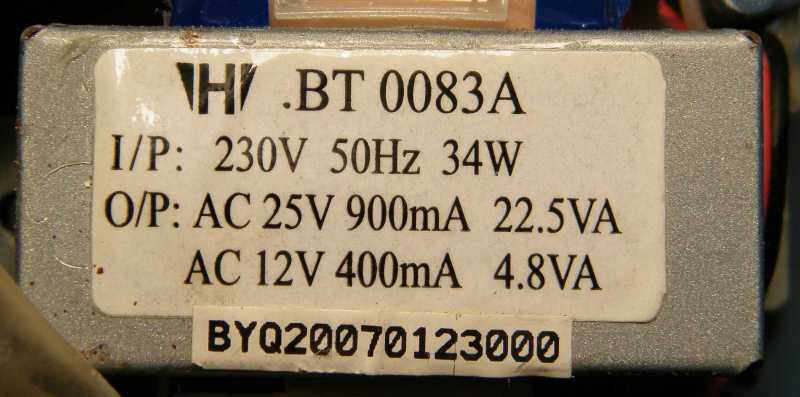 H .BT 0083A
I/P: 230V 50Hz 34W
O/P: AC 25V 900mA 22.5VA
AC 12V 400mA 4.8VA
BYQ20070123000